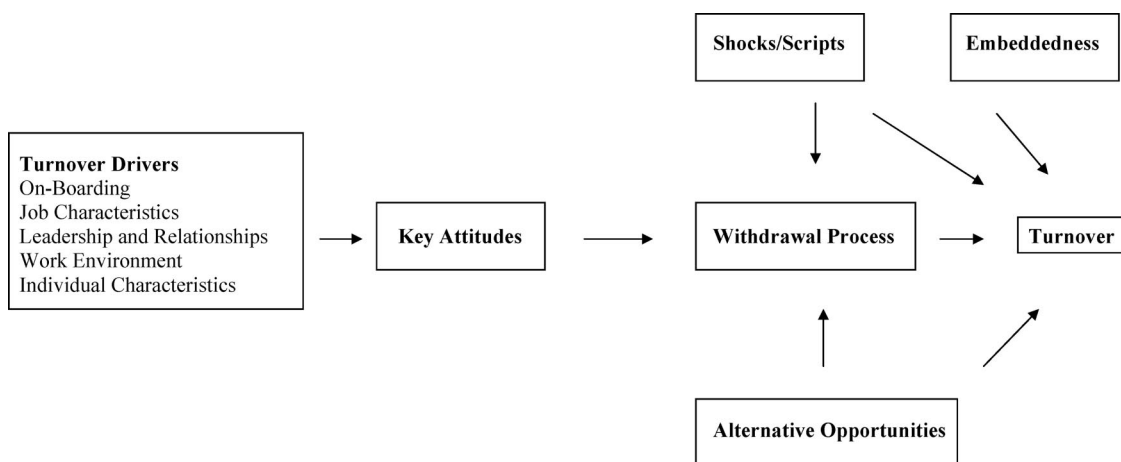 Shocks/Scripts
Embeddedness
Turnover Drivers
On-Boarding
Job Characteristics
Leadership and Relationships
Work Environment
Individual Characteristics
Key Attitudes
Withdrawal Process
Turnover
Alternative Opportunities